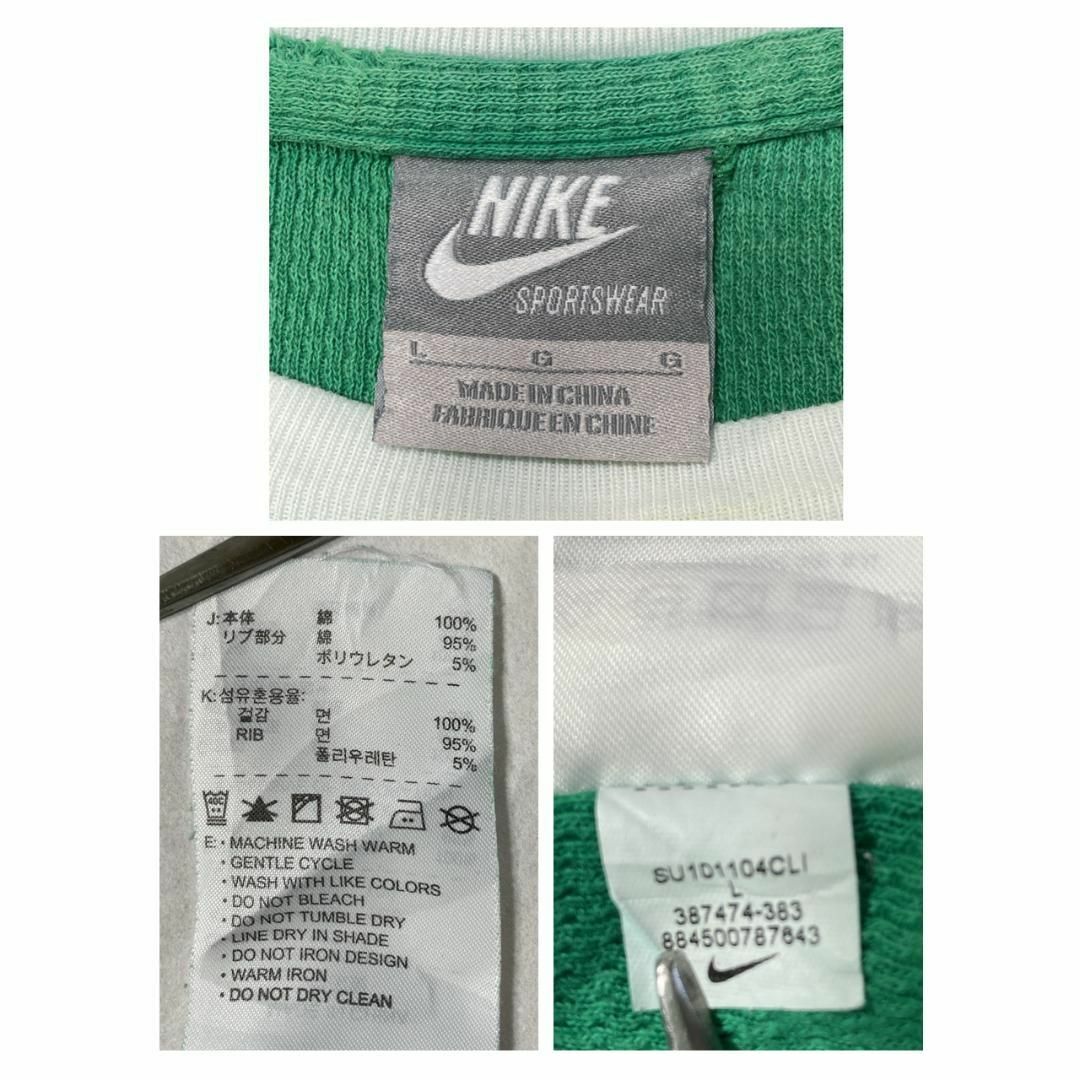 NIKE
SPORTSWEAR
L G G
MADE IN CHINA
FABRIQUE EN CHINE
J:本体 綿 100%
リブ部分 綿 95%
ポリウレタン 5%
K:섬유혼용율:
겉감 면 100%
RIB 면 95%
폴리우레탄 5%
40C
E: • MACHINE WASH WARM
• GENTLE CYCLE
• WASH WITH LIKE COLORS
• DO NOT BLEACH
• DO NOT TUMBLE DRY
• LINE DRY IN SHADE
• DO NOT IRON DESIGN
• WARM IRON
• DO NOT DRY CLEAN
SU1D1104CLI
L
387474-383
884500787643